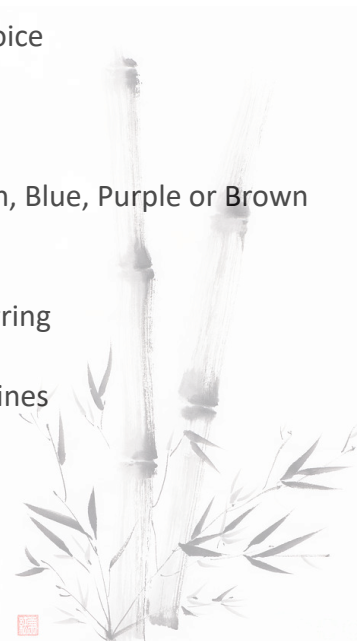 oice
n, Blue, Purple or Brown
ring
ines